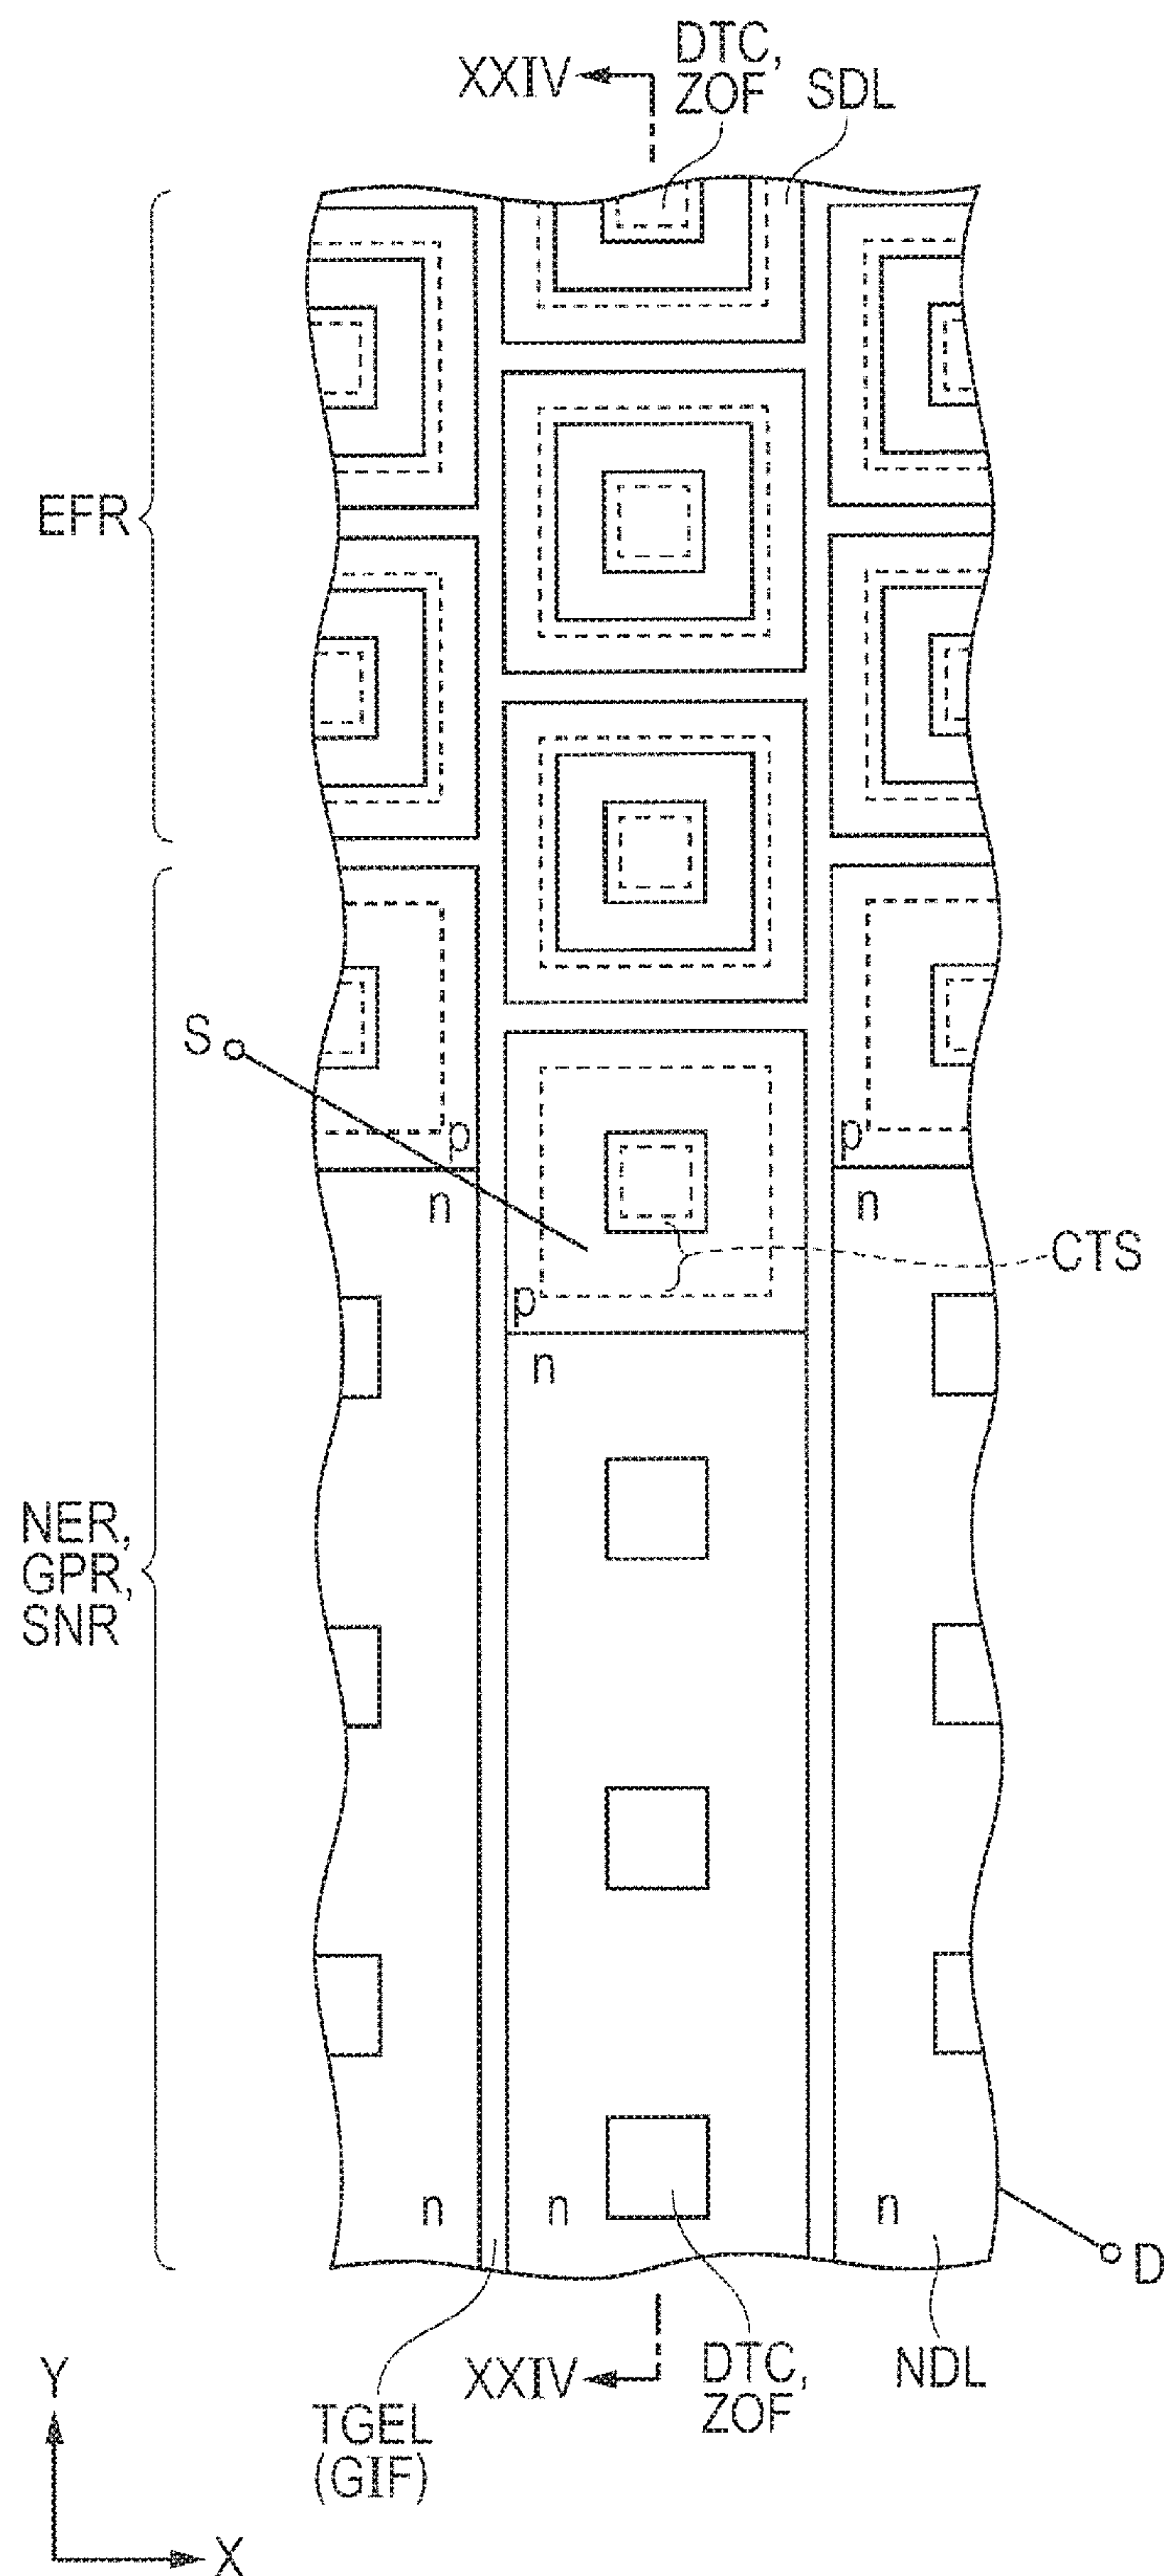 XXIV
DTC,
ZOF
SDL
EFR
S
p
p
n
n
CTS
p
n
NER,
GPR,
SNR
n
n
n
D
XXIV
DTC,
ZOF
NDL
TGEL
(GIF)
Y
X